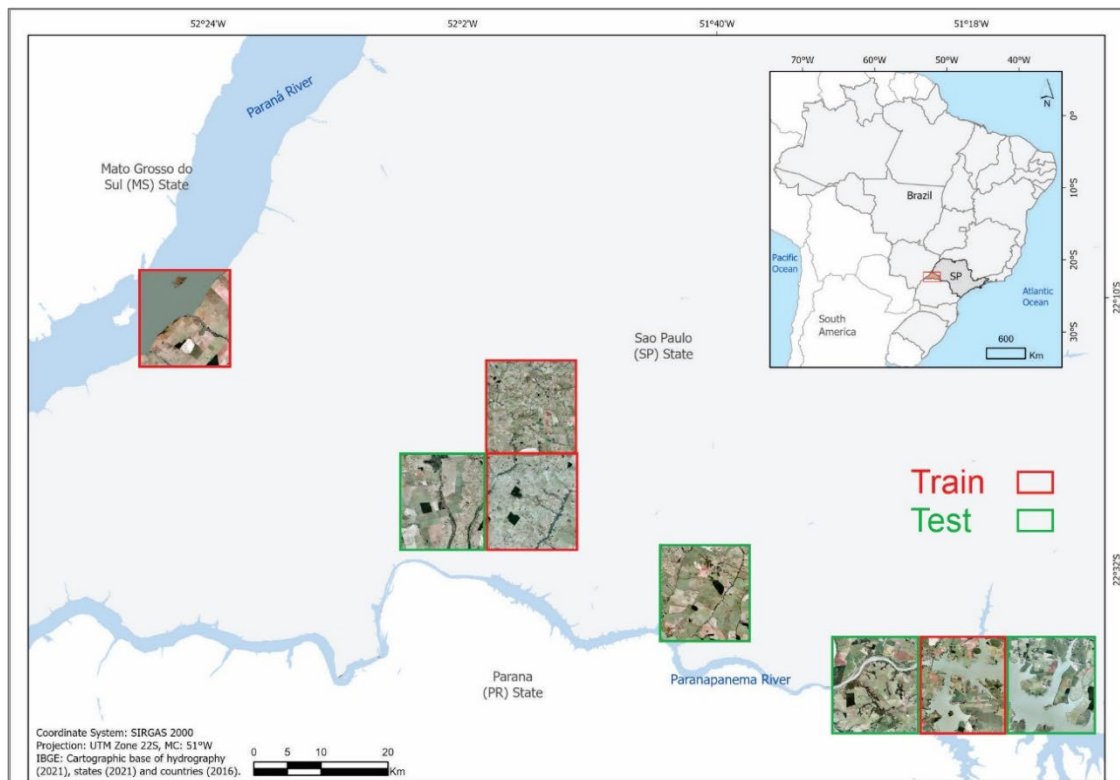 52°24'W 52°2'W 51°40'W 51°18'W
Paraná River
Mato Grosso do
Sul (MS) State
70°W 60°W 50°W 40°W
N
0°
10°S
20°S
30°S
Brazil
SP
Pacific
Ocean
Atlantic
Ocean
South
America
600
Km
22°10'S
Sao Paulo
(SP) State
Train
Test
22°32'S
Parana
(PR) State
Paranapanema River
Coordinate System: SIRGAS 2000
Projection: UTM Zone 22S, MC: 51°W
IBGE: Cartographic base of hydrography
(2021), states (2021) and countries (2016).
0 5 10 20
Km